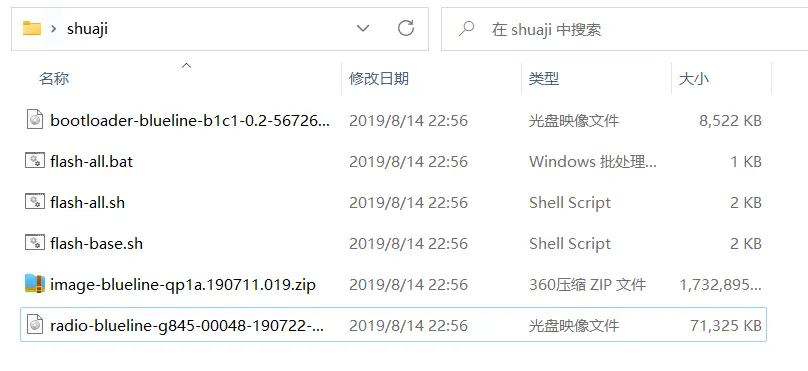 shuaji
在 shuaji 中搜索
名称 修改日期 类型 大小
bootloader-blueline-b1c1-0.2-56726... 2019/8/14 22:56 光盘映像文件 8,522 KB
flash-all.bat 2019/8/14 22:56 Windows 批处理... 1 KB
flash-all.sh 2019/8/14 22:56 Shell Script 2 KB
flash-base.sh 2019/8/14 22:56 Shell Script 2 KB
image-blueline-qp1a.190711.019.zip 2019/8/14 22:56 360压缩 ZIP 文件 1,732,895...
radio-blueline-g845-00048-190722-... 2019/8/14 22:56 光盘映像文件 71,325 KB